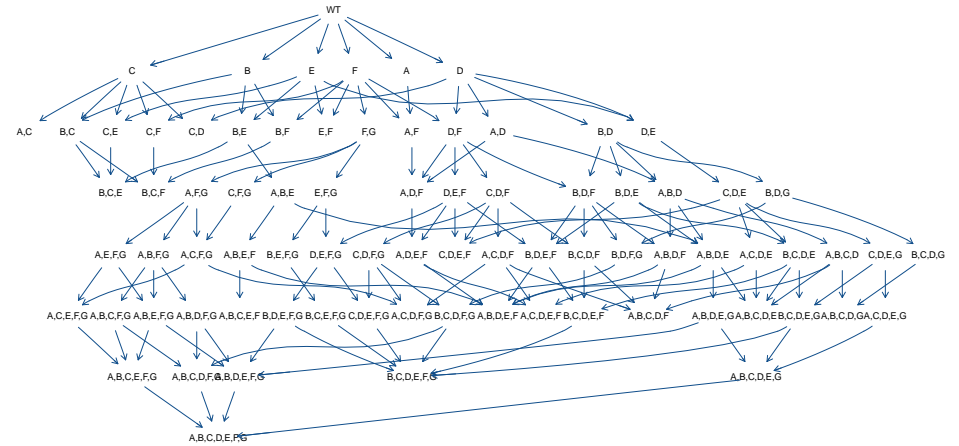 WT
C B E F A D
A,C B,C C,E C,F C,D B,E B,F E,F F,G A,F D,F A,D B,D D,E
B,C,E B,C,F A,F,G C,F,G A,B,E E,F,G A,D,F D,E,F C,D,F B,D,F B,D,E A,B,D C,D,E B,D,G
A,E,F,G A,B,F,G A,C,F,G A,B,E,F B,E,F,G D,E,F,G C,D,F,G A,D,E,F C,D,E,F A,C,D,F B,D,E,F B,C,D,F B,D,F,G A,B,D,F A,B,D,E A,C,D,E B,C,D,E A,B,C,D C,D,E,G B,C,D,G
A,C,E,F,G A,B,C,F,G A,B,E,F,G A,B,D,F,G A,B,C,E,F B,D,E,F,G B,C,E,F,G C,D,E,F,G A,C,D,F,G B,C,D,F,G A,B,D,E,F A,C,D,E,F B,C,D,E,F A,B,C,D,F A,B,D,E,G A,B,C,D,E B,C,D,E,G A,B,C,D,G A,C,D,E,G
A,B,C,E,F,G A,B,C,D,F,G A,B,D,E,F,G B,C,D,E,F,G A,B,C,D,E,G
A,B,C,D,E,F,G